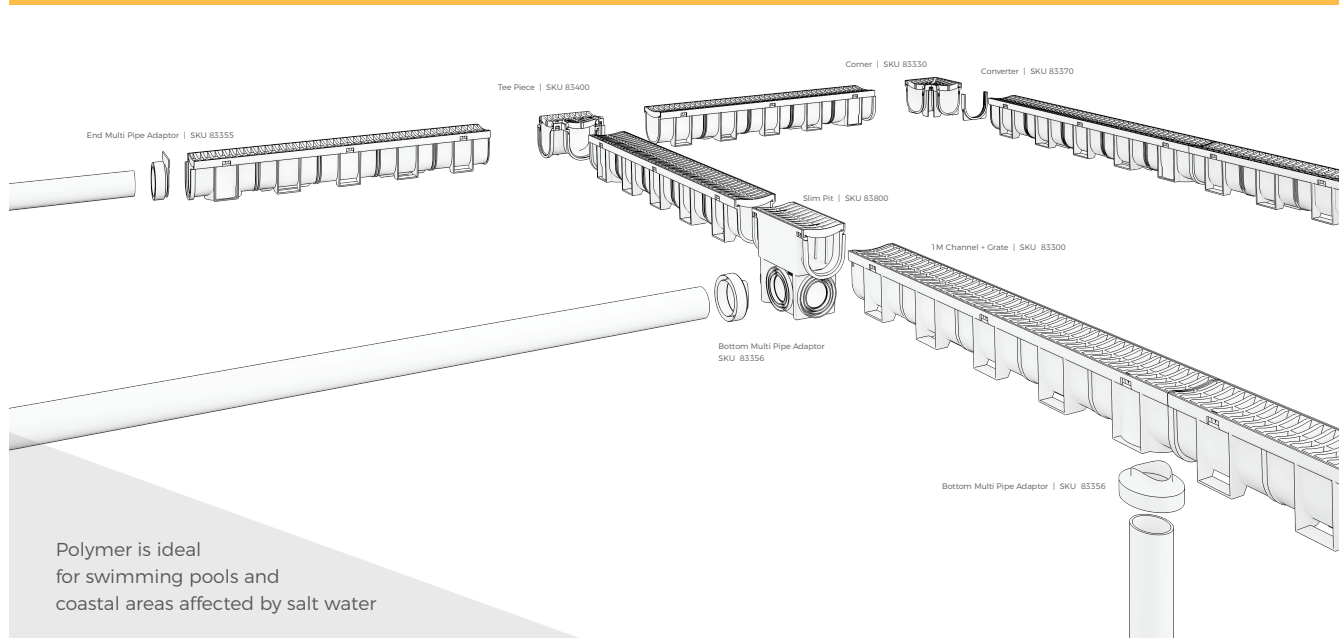 Corner | SKU 83330
Converter | SKU 83370
Tee Piece | SKU 83400
End Multi Pipe Adaptor | SKU 83355
Slim Pit | SKU 83800
1M Channel + Grate | SKU 83300
Bottom Multi Pipe Adaptor
SKU 83356
Bottom Multi Pipe Adaptor | SKU 83356
Polymer is ideal
for swimming pools and
coastal areas affected by salt water